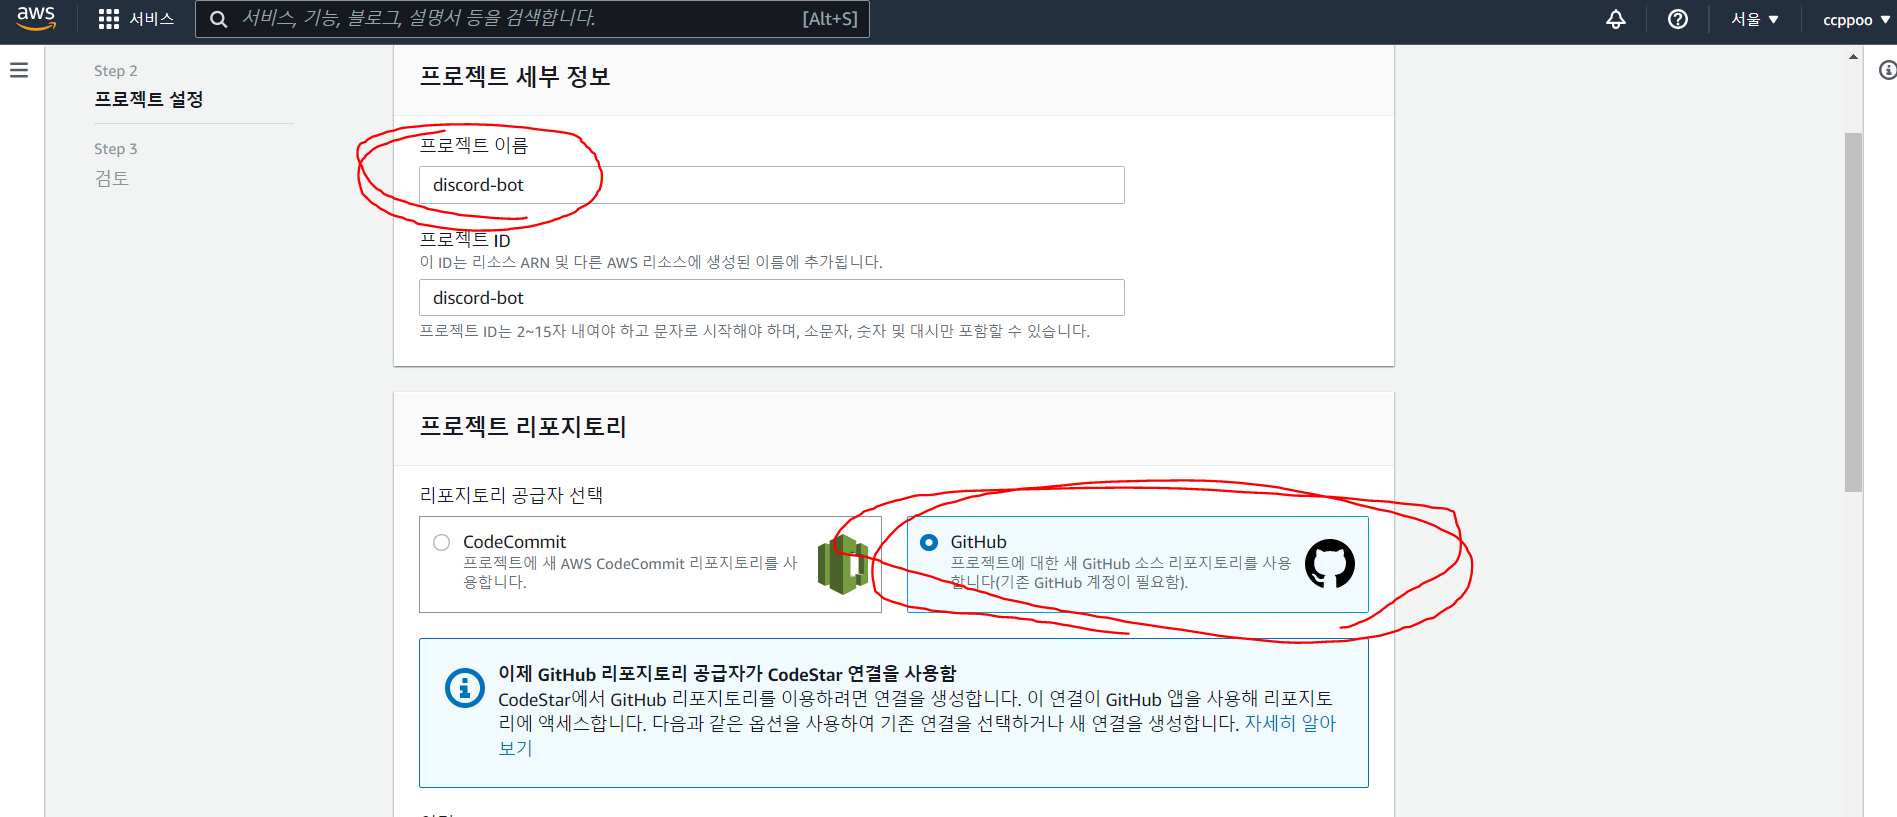 aws
서비스
서비스, 기능, 블로그, 설명서 등을 검색합니다.
[Alt+S]
서울 ▼
ccppoo ▼
Step 2
프로젝트 설정
Step 3
검토
프로젝트 세부 정보
프로젝트 이름
discord-bot
프로젝트 ID
이 ID는 리소스 ARN 및 다른 AWS 리소스에 생성된 이름에 추가됩니다.
discord-bot
프로젝트 ID는 2~15자 내여야 하고 문자로 시작해야 하며, 소문자, 숫자 및 대시만 포함할 수 있습니다.
프로젝트 리포지토리
리포지토리 공급자 선택
CodeCommit
프로젝트에 새 AWS CodeCommit 리포지토리를 사
용합니다.
GitHub
프로젝트에 대한 새 GitHub 소스 리포지토리를 사용
합니다(기존 GitHub 계정이 필요함).
이제 GitHub 리포지토리 공급자가 CodeStar 연결을 사용함
CodeStar에서 GitHub 리포지토리를 이용하려면 연결을 생성합니다. 이 연결이 GitHub 앱을 사용해 리포지토
리에 액세스합니다. 다음과 같은 옵션을 사용하여 기존 연결을 선택하거나 새 연결을 생성합니다. 자세히 알아
보기